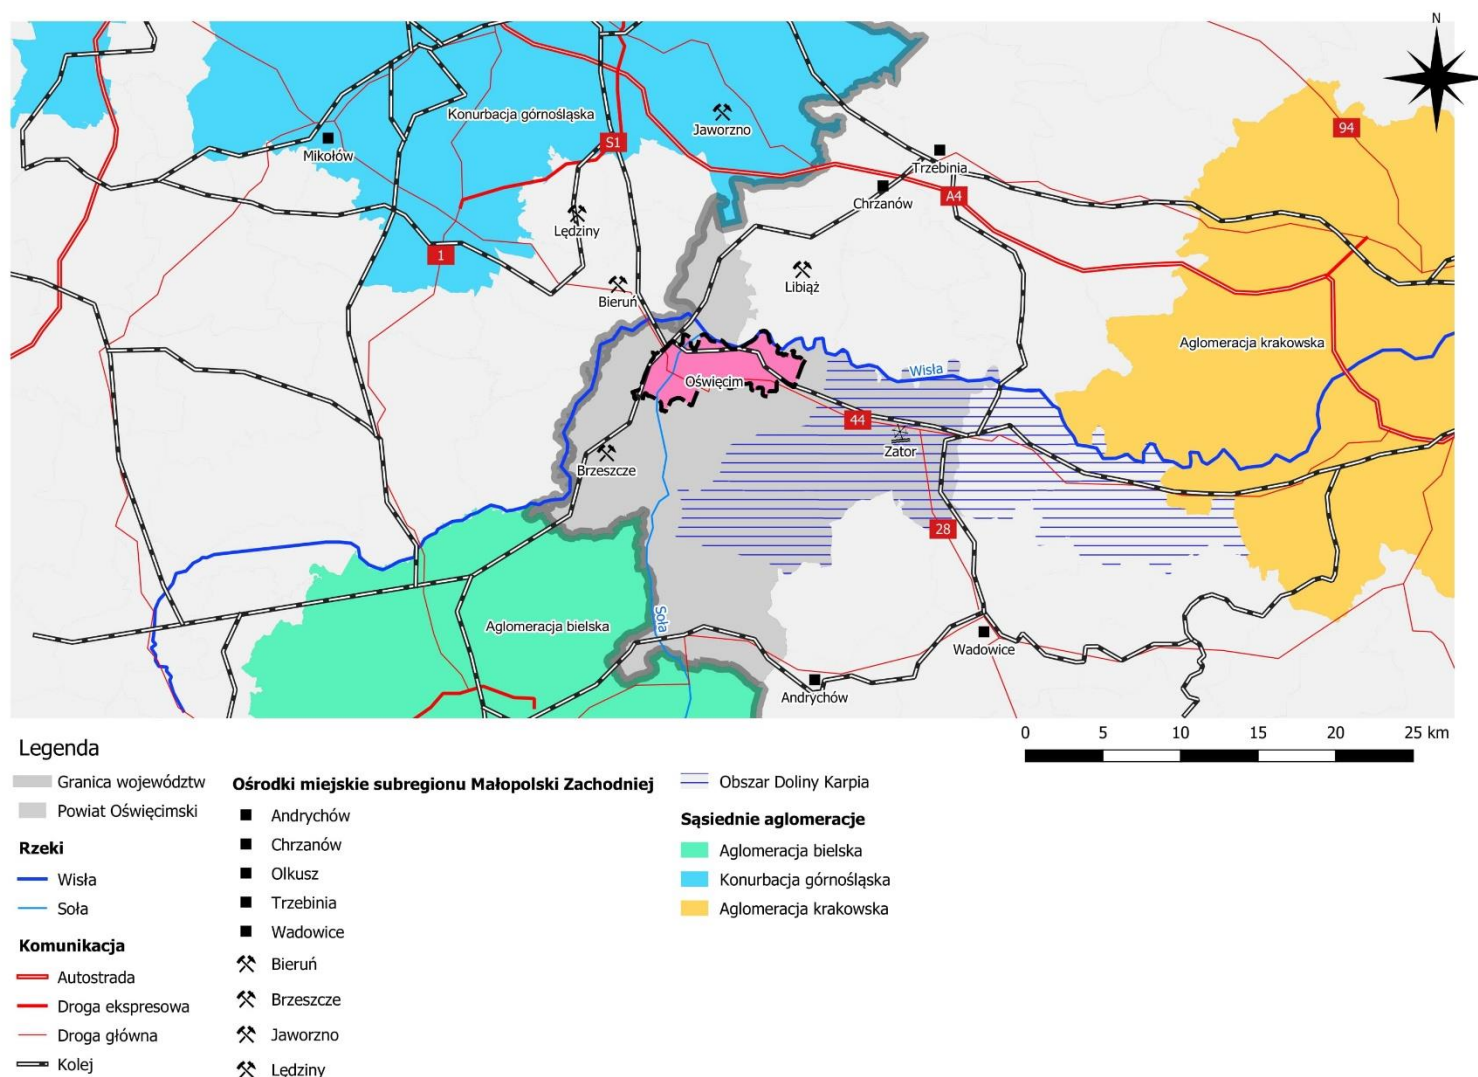 N
94
Konurbacja górnośląska
Jaworzno
S1
Mikołów
Trzebinia
A4
Chrzanów
Lędziny
1
Libiąż
Bieruń
Aglomeracja krakowska
Wisła
Oświęcim
44
Zator
Brzeszcze
28
Soła
Aglomeracja bielska
Wadowice
Andrychów
0 5 10 15 20 25 km
Legenda
Granica województw
Powiat Oświęcimski
Rzeki
Wisła
Soła
Komunikacja
Autostrada
Droga ekspresowa
Droga główna
Kolej
Ośrodki miejskie subregionu Małopolski Zachodniej
Andrychów
Chrzanów
Olkusz
Trzebinia
Wadowice
Bieruń
Brzeszcze
Jaworzno
Lędziny
Obszar Doliny Karpia
Sąsiednie aglomeracje
Aglomeracja bielska
Konurbacja górnośląska
Aglomeracja krakowska